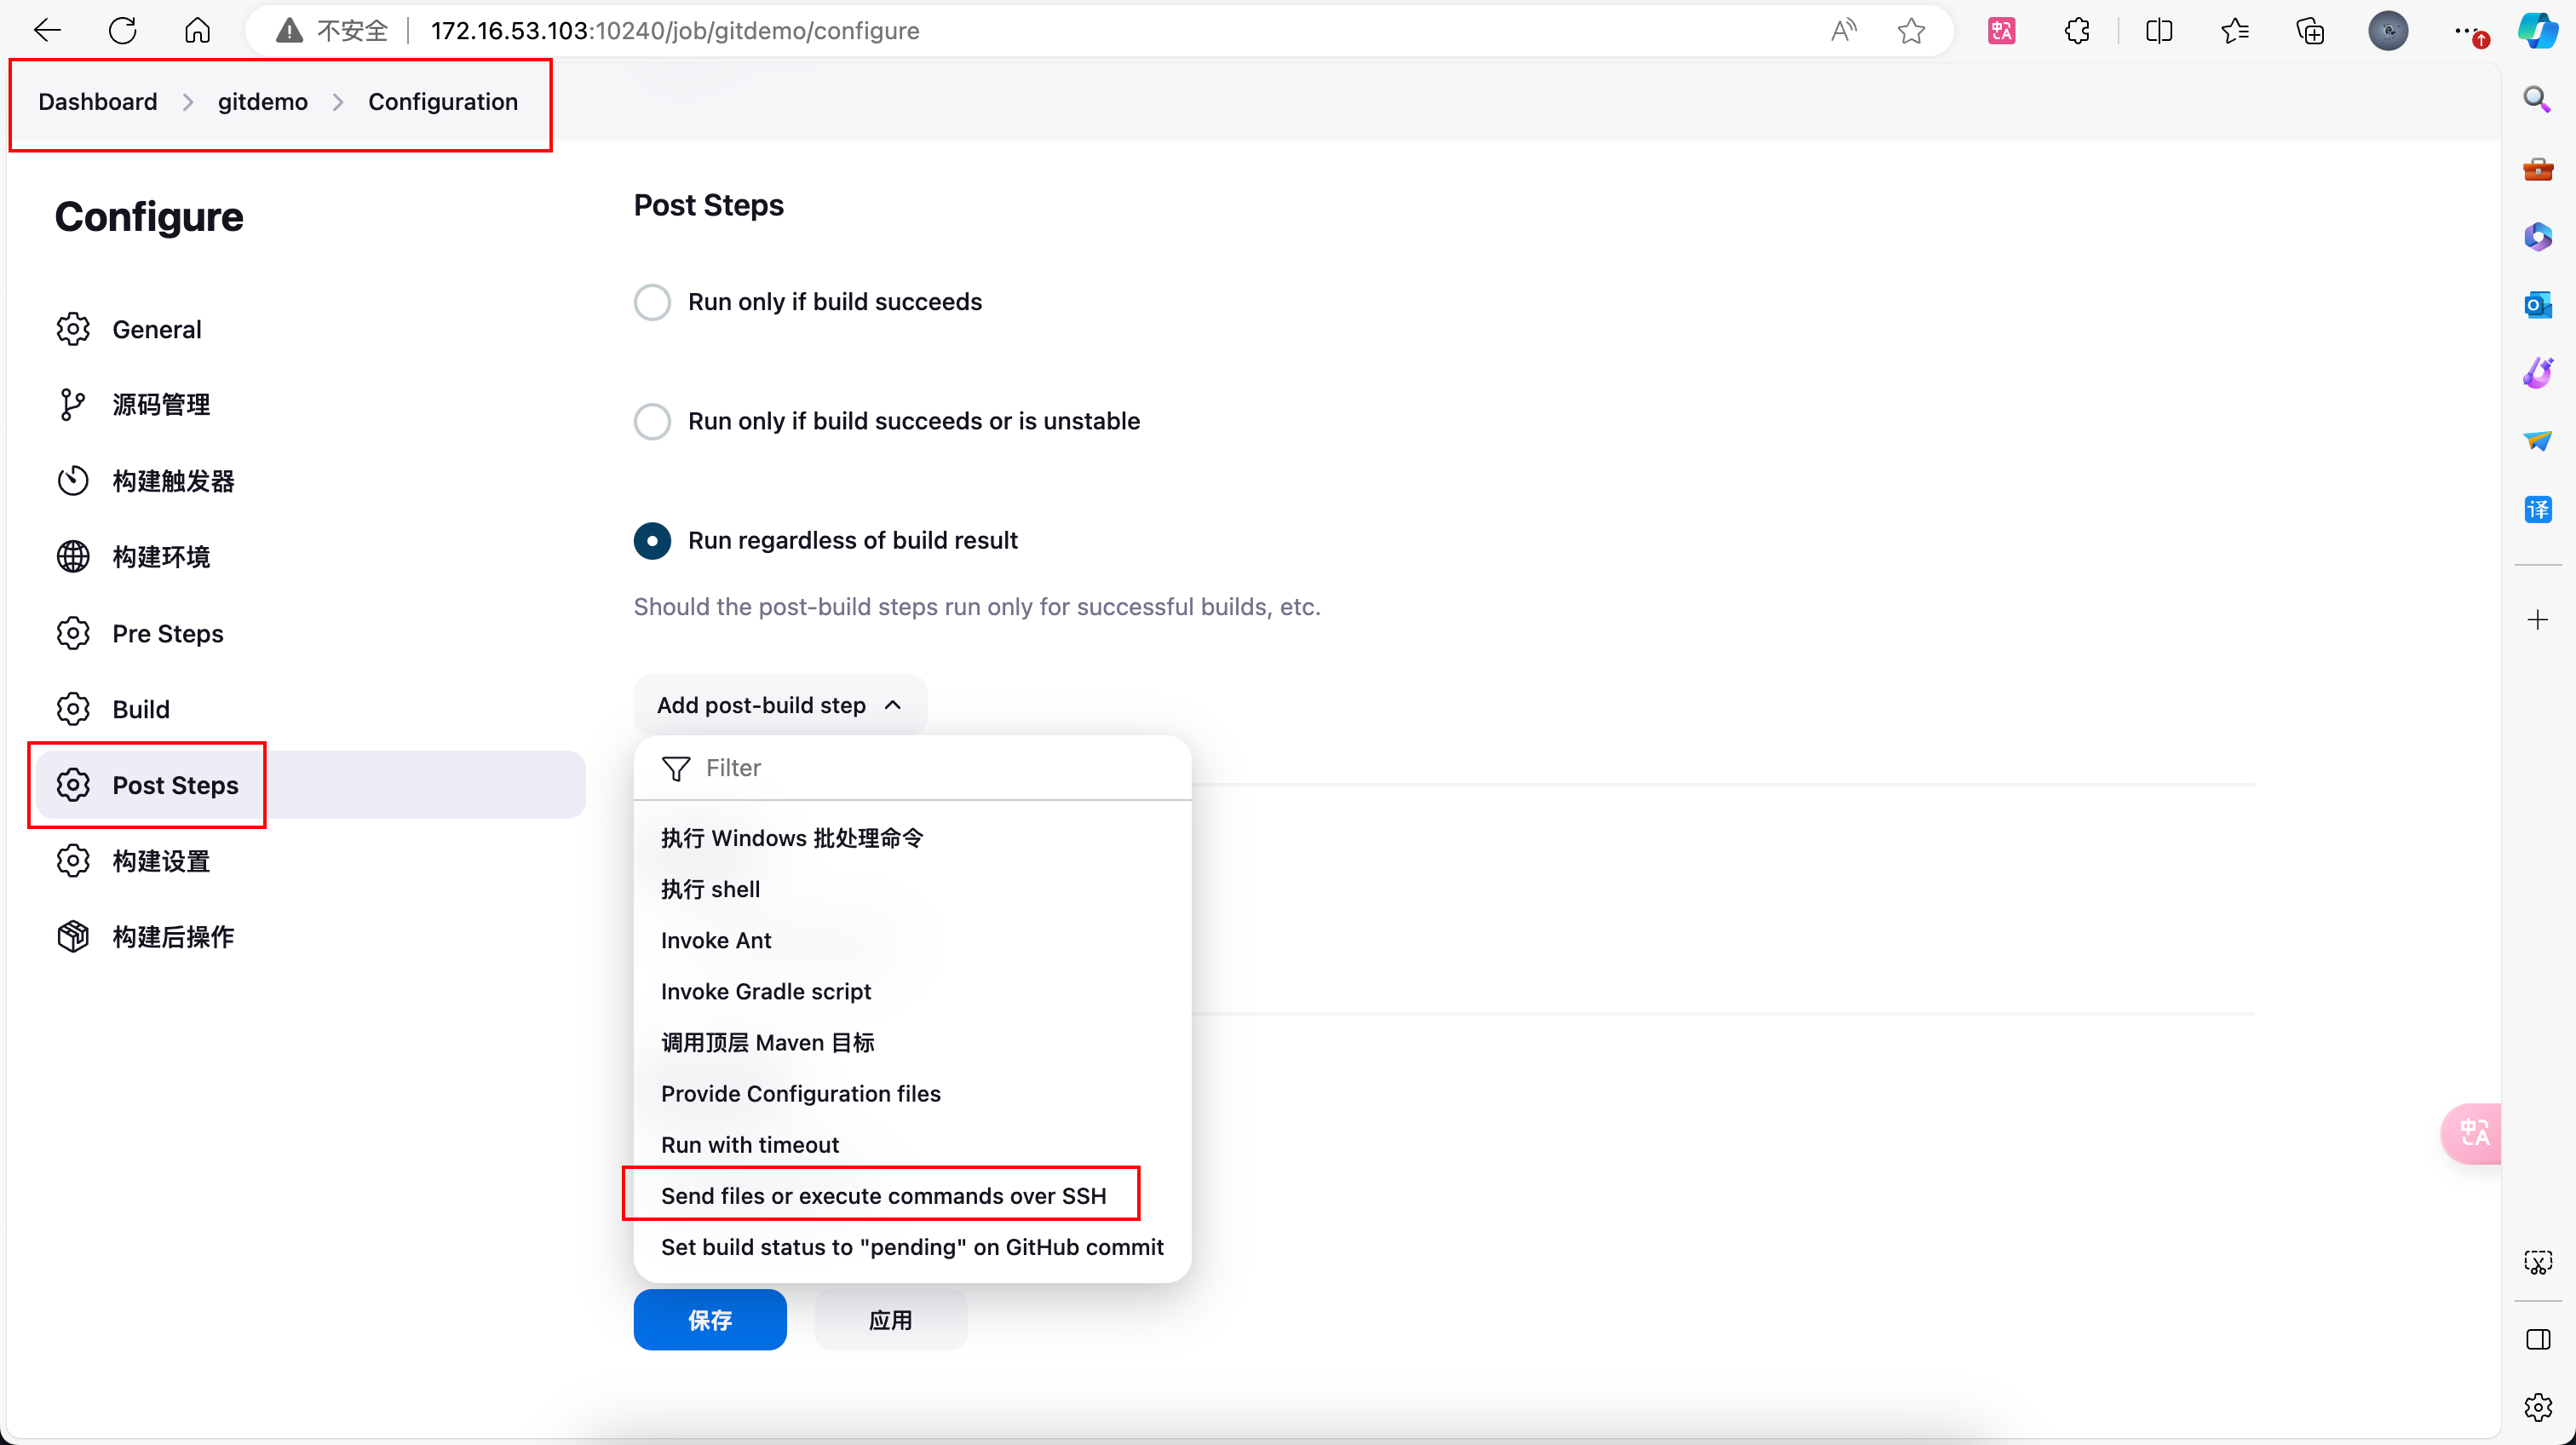 不安全 172.16.53.103:10240/job/gitdemo/configure
Dashboard gitdemo Configuration
Configure
General
源码管理
构建触发器
构建环境
Pre Steps
Build
Post Steps
构建设置
构建后操作
Post Steps
Run only if build succeeds
Run only if build succeeds or is unstable
Run regardless of build result
Should the post-build steps run only for successful builds, etc.
Add post-build step
Filter
执行 Windows 批处理命令
执行 shell
Invoke Ant
Invoke Gradle script
调用顶层 Maven 目标
Provide Configuration files
Run with timeout
Send files or execute commands over SSH
Set build status to "pending" on GitHub commit
保存 应用
译
中A